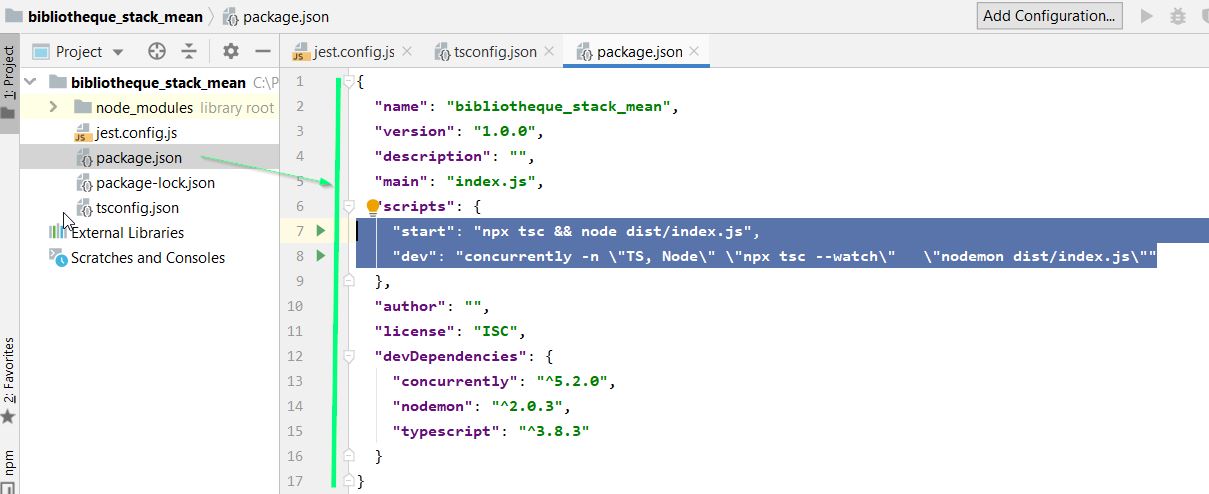 bibliotheque_stack_mean package.json Add Configuration...
1: Project
2: Favorites
npm
Project
bibliotheque_stack_mean C:\P
node_modules library root
jest.config.js
package.json
package-lock.json
tsconfig.json
External Libraries
Scratches and Consoles
jest.config.js tsconfig.json package.json
1 {
2 "name": "bibliotheque_stack_mean",
3 "version": "1.0.0",
4 "description": "",
5 "main": "index.js",
6 "scripts": {
7 "start": "npx tsc && node dist/index.js",
8 "dev": "concurrently -n \"TS, Node\" \"npx tsc --watch\"   \"nodemon dist/index.js\""
9 },
10 "author": "",
11 "license": "ISC",
12 "devDependencies": {
13 "concurrently": "^5.2.0",
14 "nodemon": "^2.0.3",
15 "typescript": "^3.8.3"
16 }
17 }